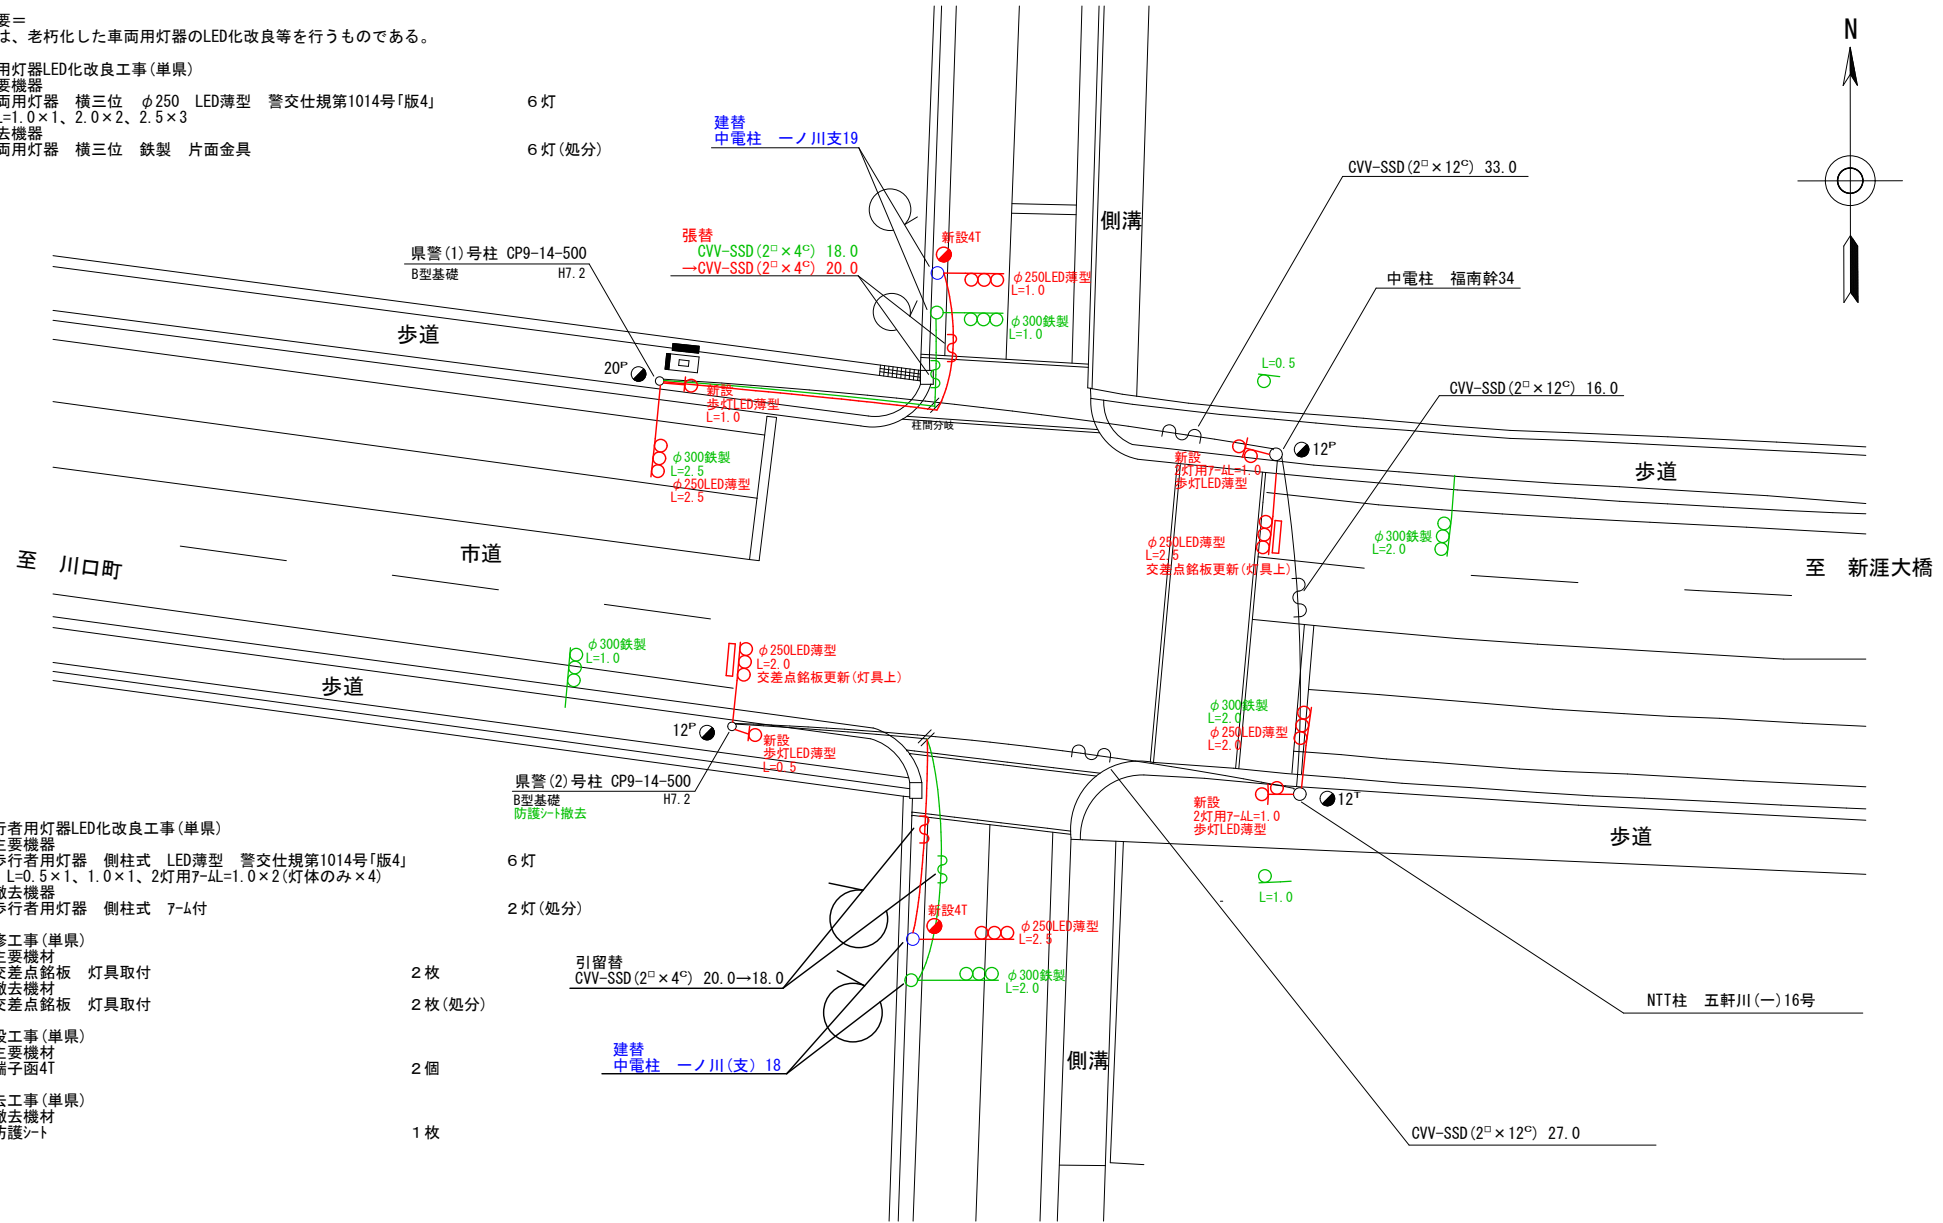 要=
は、老朽化した車両用灯器のLED化改良等を行うものである。
用灯器LED化改良工事(単県)
要機器
両用灯器 横三位 φ250 LED薄型 警交仕規第1014号｢版4｣ 6灯
L=1.0×1、2.0×2、2.5×3
去機器
両用灯器 横三位 鉄製 片面金具 6灯(処分)
建替
中電柱 一ノ川支19
N
CVV-SSD(2□×12C) 33.0
側溝
張替
CVV-SSD(2□×4C) 18.0
→CVV-SSD(2□×4C) 20.0
新設4T
県警(1)号柱 CP9-14-500
B型基礎 H7.2
φ250LED薄型
L=1.0
中電柱 福南幹34
φ300鉄製
L=1.0
歩道
20P
新設
歩灯LED薄型
L=1.0
柱間分岐
L=0.5
CVV-SSD(2□×12C) 16.0
12P
新設
2灯用アームL=1.0
歩灯LED薄型
歩道
φ300鉄製
L=2.5
φ250LED薄型
L=2.5
φ250LED薄型
L=2.5
交差点銘板更新(灯具上)
φ300鉄製
L=2.0
至 川口町
市道
至 新涯大橋
φ300鉄製
L=1.0
φ250LED薄型
L=2.0
交差点銘板更新(灯具上)
歩道
φ300鉄製
L=2.0
φ250LED薄型
L=2.0
12P
新設
歩灯LED薄型
L=0.5
県警(2)号柱 CP9-14-500
B型基礎 H7.2
防護シート撤去
新設
2灯用アームL=1.0
歩灯LED薄型
12T
歩道
行者用灯器LED化改良工事(単県)
主要機器
歩行者用灯器 側柱式 LED薄型 警交仕規第1014号｢版4｣ 6灯
L=0.5×1、1.0×1、2灯用アームL=1.0×2(灯体のみ×4)
撤去機器
歩行者用灯器 側柱式 アーム付 2灯(処分)
L=1.0
新設4T
φ250LED薄型
L=2.5
修工事(単県)
主要機材
交差点銘板 灯具取付 2枚
撤去機材
交差点銘板 灯具取付 2枚(処分)
引留替
CVV-SSD(2□×4C) 20.0→18.0
φ300鉄製
L=2.0
NTT柱 五軒川(一)16号
設工事(単県)
主要機材
端子函4T 2個
建替
中電柱 一ノ川(支) 18
側溝
去工事(単県)
撤去機材
防護シート 1枚
CVV-SSD(2□×12C) 27.0